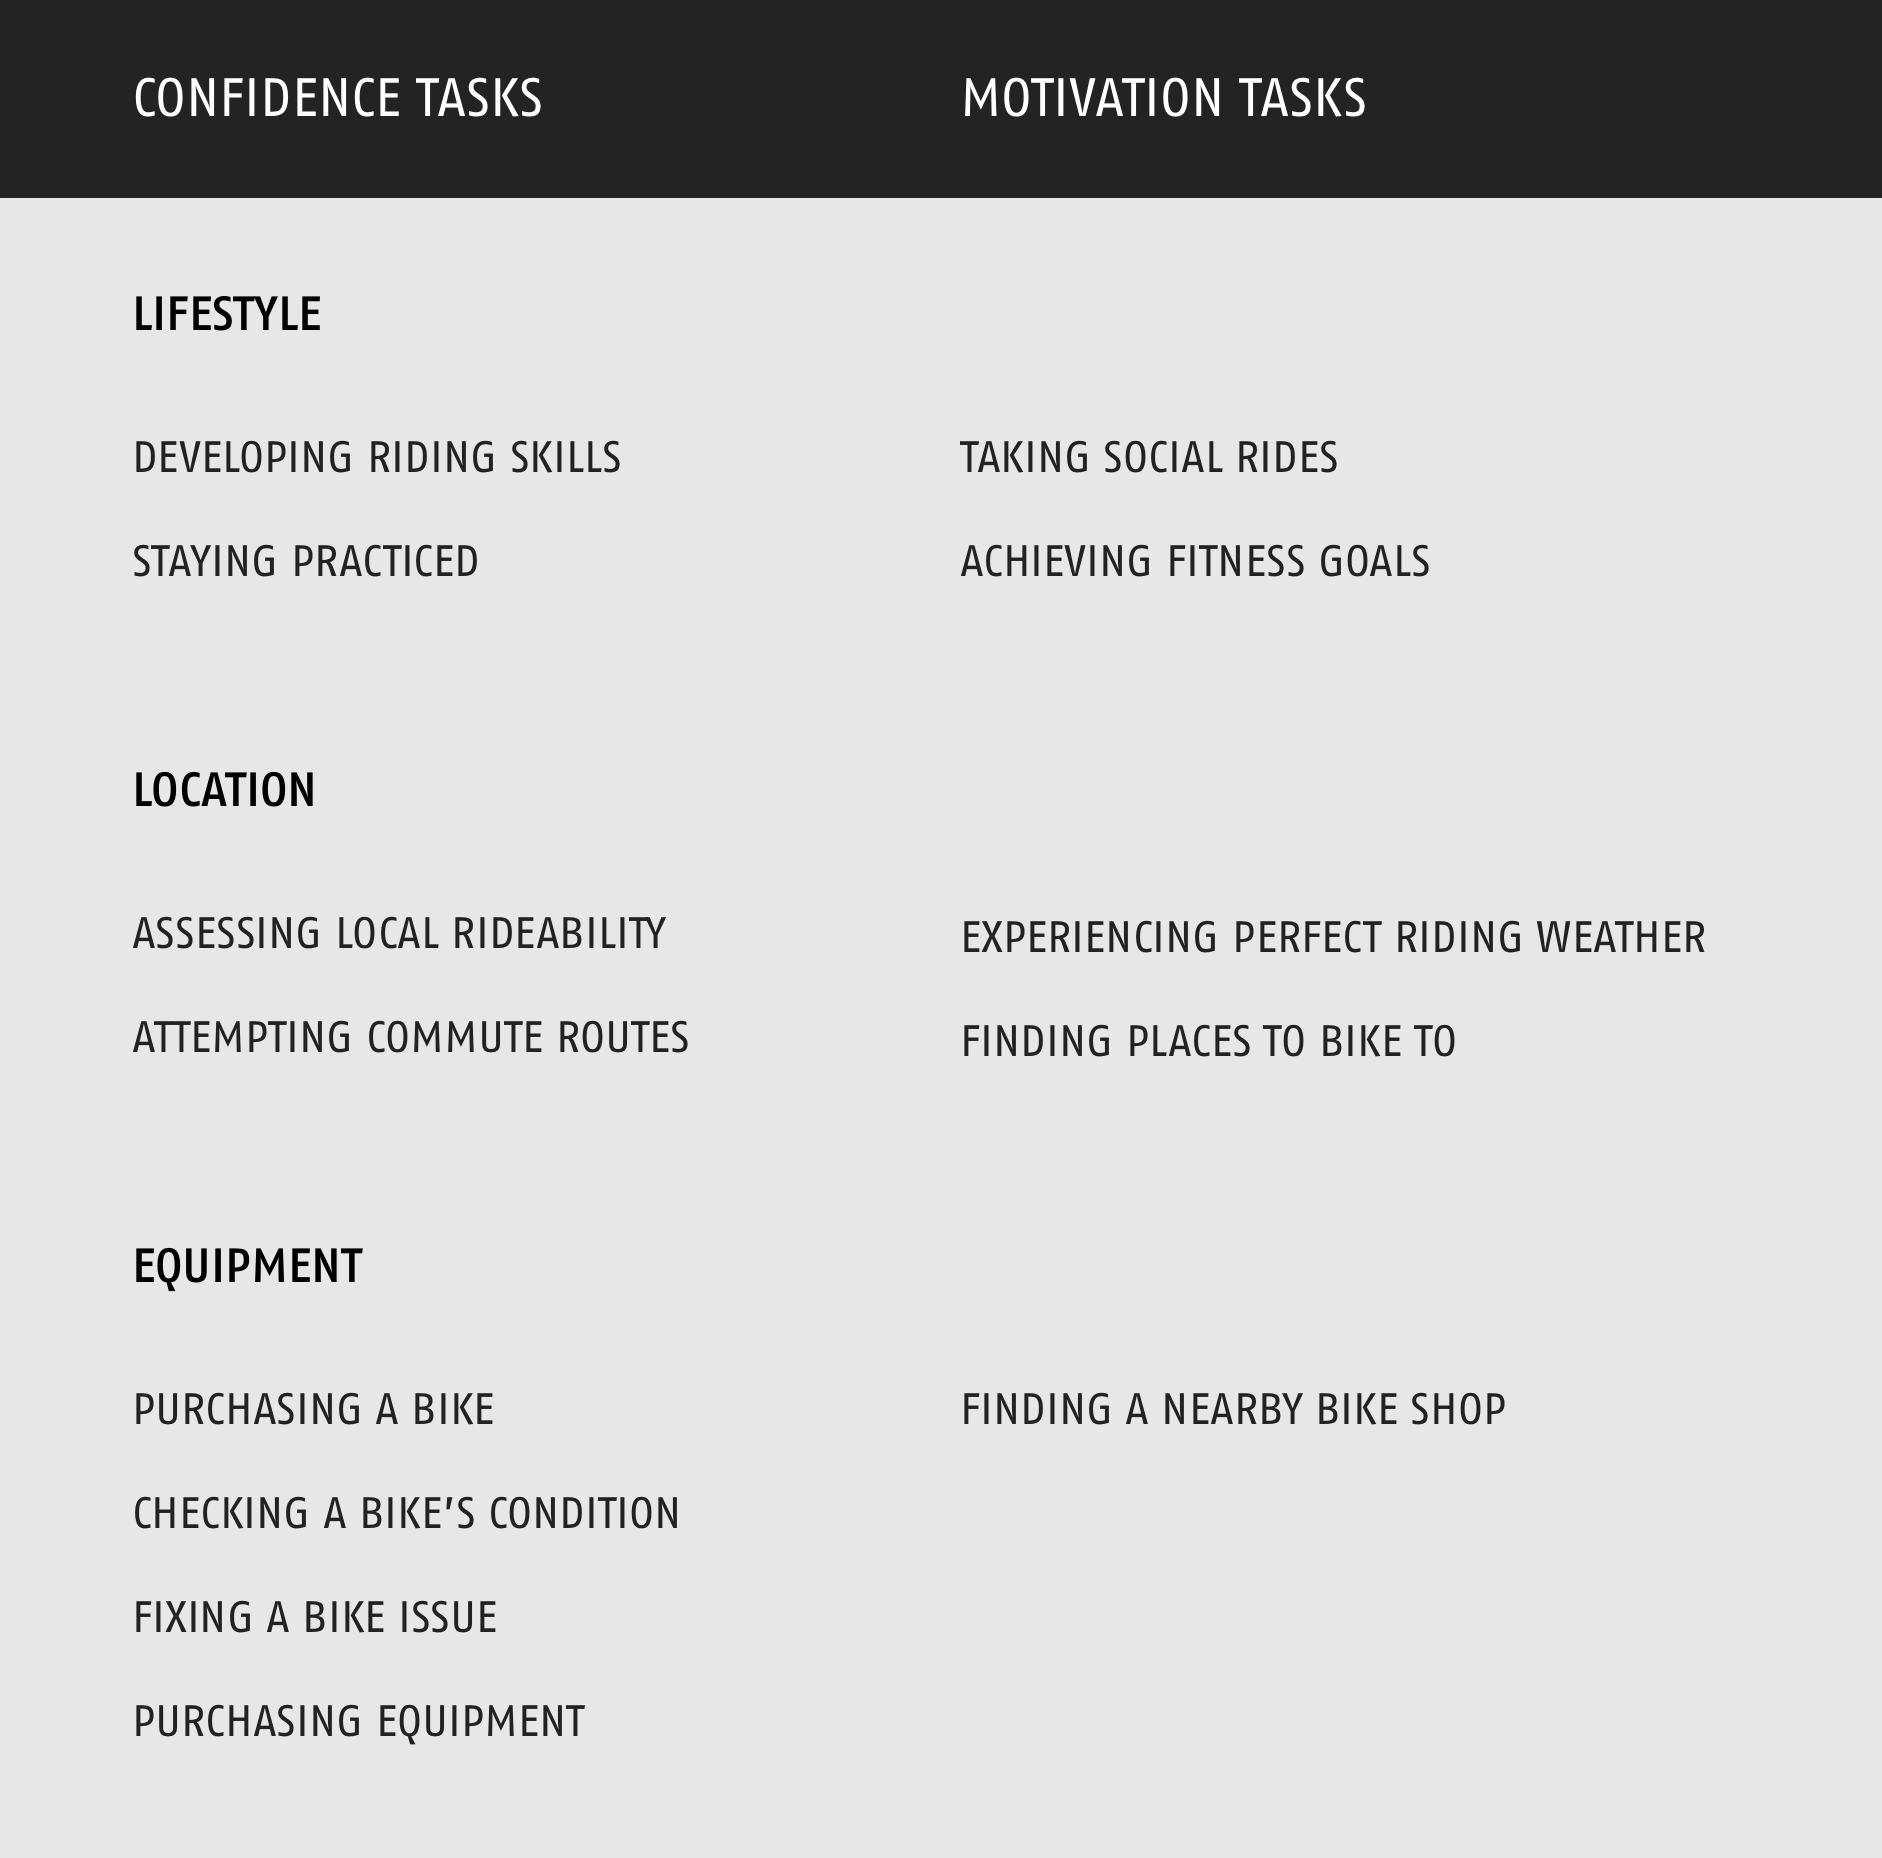 CONFIDENCE TASKS
MOTIVATION TASKS
LIFESTYLE
DEVELOPING RIDING SKILLS
TAKING SOCIAL RIDES
STAYING PRACTICED
ACHIEVING FITNESS GOALS
LOCATION
ASSESSING LOCAL RIDEABILITY
EXPERIENCING PERFECT RIDING WEATHER
ATTEMPTING COMMUTE ROUTES
FINDING PLACES TO BIKE TO
EQUIPMENT
PURCHASING A BIKE
FINDING A NEARBY BIKE SHOP
CHECKING A BIKE'S CONDITION
FIXING A BIKE ISSUE
PURCHASING EQUIPMENT